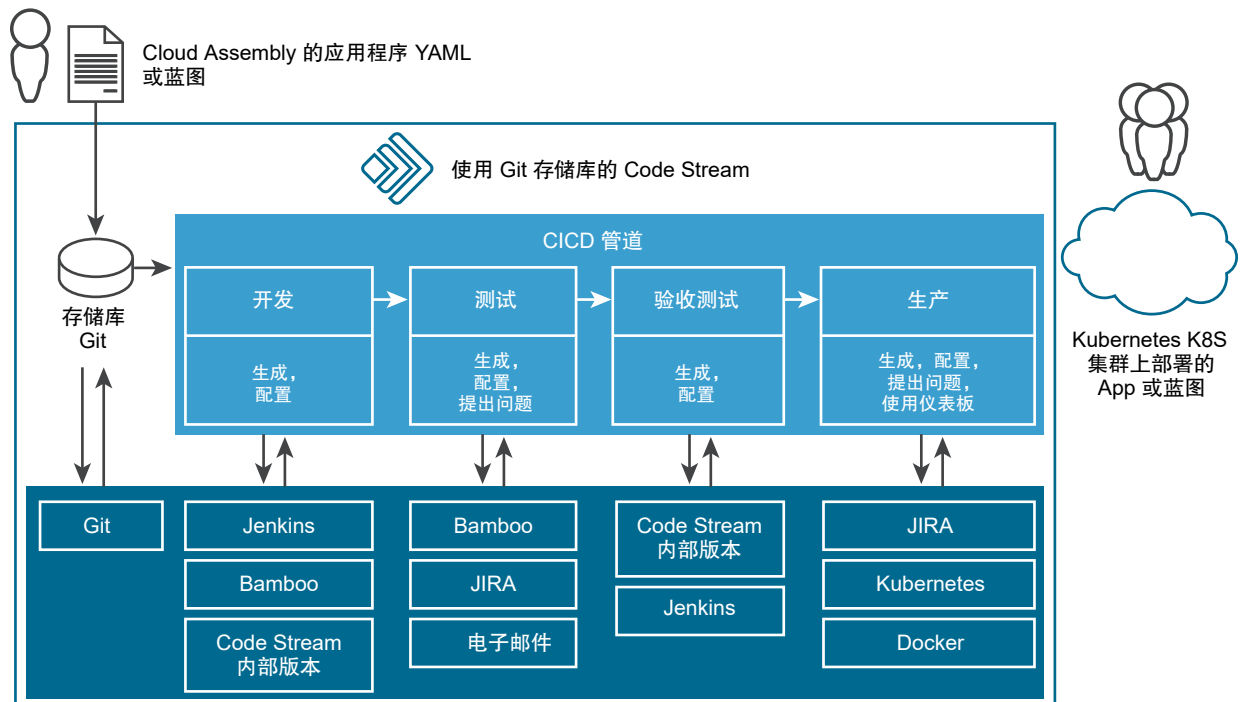 Cloud Assembly 的应用程序 YAML
或蓝图
使用 Git 存储库的 Code Stream
CICD 管道
存储库
Git
开发
测试
验收测试
生产
生成，
配置
生成，
配置，
提出问题
生成，
配置
生成，配置，
提出问题，
使用仪表板
Kubernetes K8S
集群上部署的
App 或蓝图
Git
Jenkins
Bamboo
Code Stream
内部版本
Bamboo
JIRA
电子邮件
Code Stream
内部版本
Jenkins
JIRA
Kubernetes
Docker